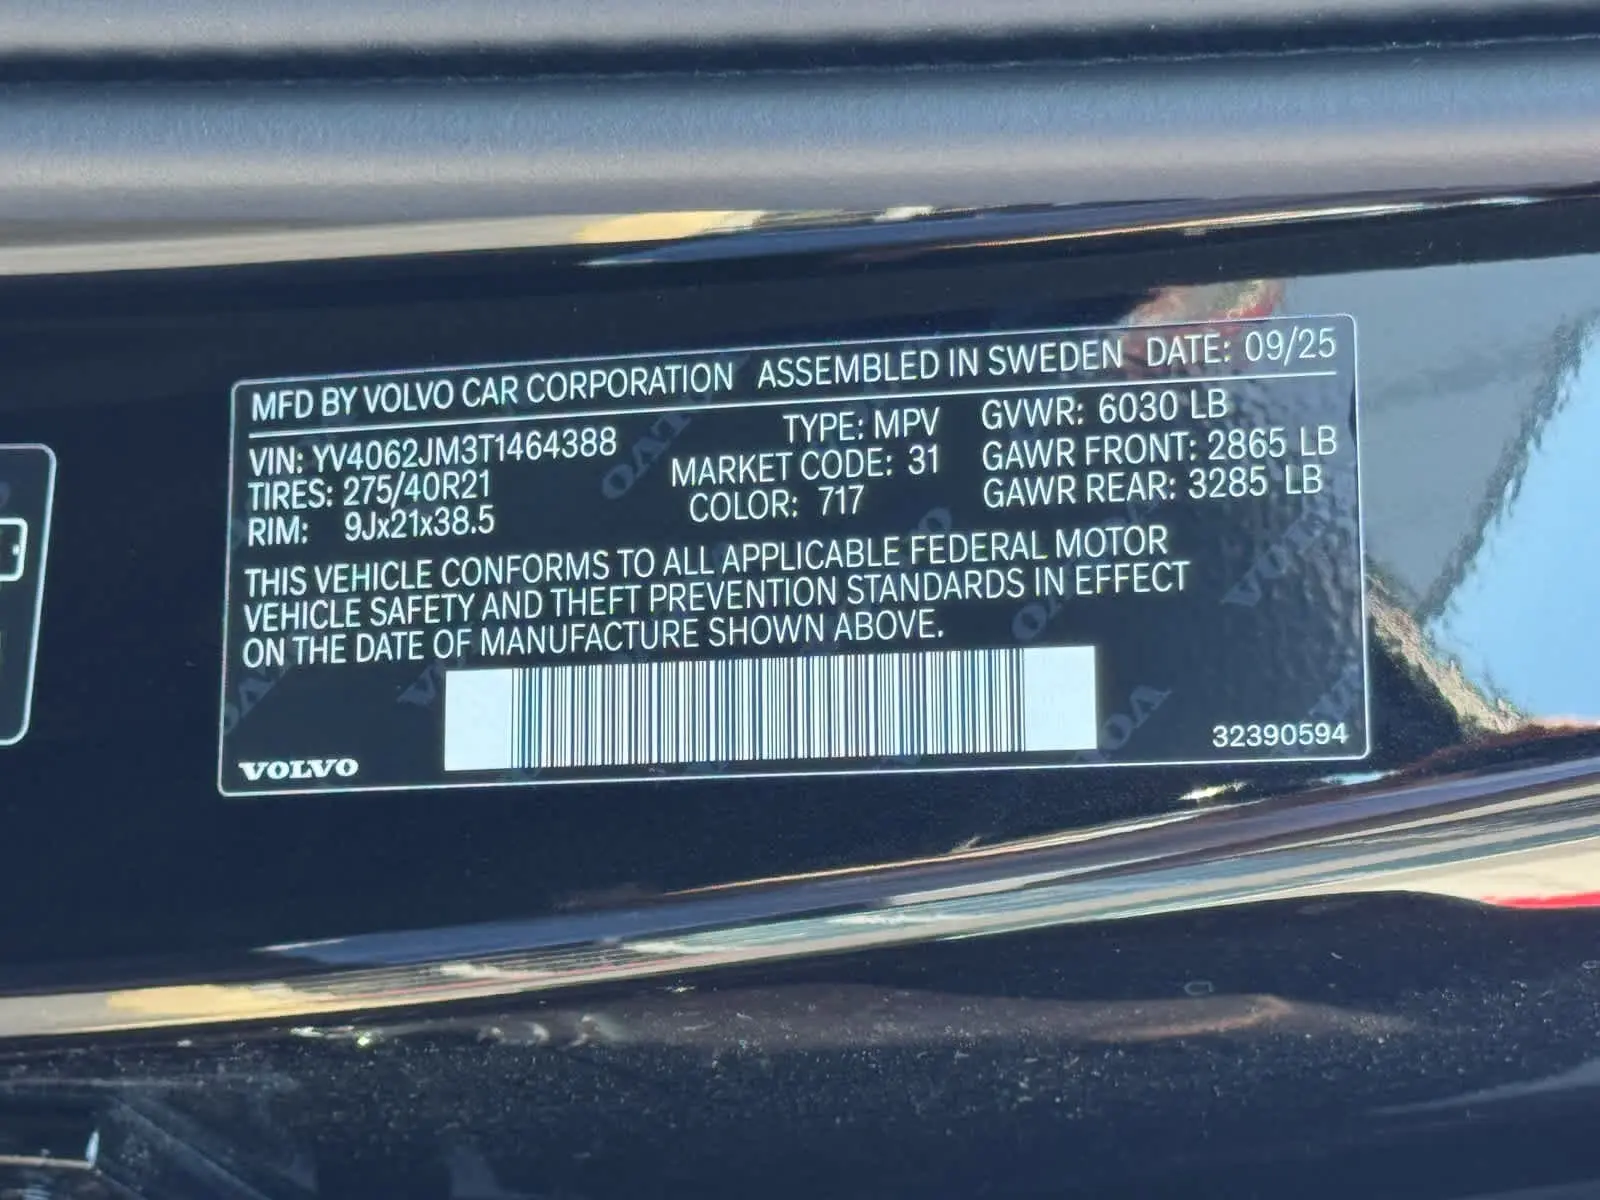 MFD BY VOLVO CAR CORPORATION ASSEMBLED IN SWEDEN DATE: 09/25
VIN: YV4062JM3T1464388 TYPE: MPV GVWR: 6030 LB
TIRES: 275/40R21 MARKET CODE: 31 GAWR FRONT: 2865 LB
RIM: 9Jx21x38.5 COLOR: 717 GAWR REAR: 3285 LB
THIS VEHICLE CONFORMS TO ALL APPLICABLE FEDERAL MOTOR
VEHICLE SAFETY AND THEFT PREVENTION STANDARDS IN EFFECT
ON THE DATE OF MANUFACTURE SHOWN ABOVE.
VOLVO 32390594